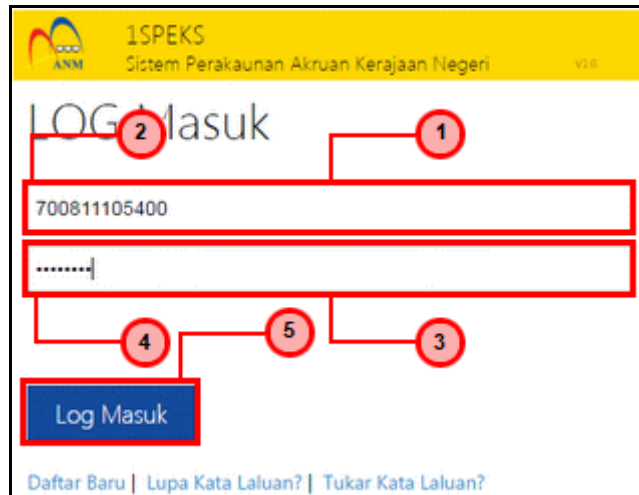 1SPEKS
ANM Sistem Perakaunan Akruan Kerajaan Negeri V1.0
LOG Masuk
2 1
700811105400
••••••••
4 5 3
Log Masuk
Daftar Baru | Lupa Kata Laluan? | Tukar Kata Laluan?